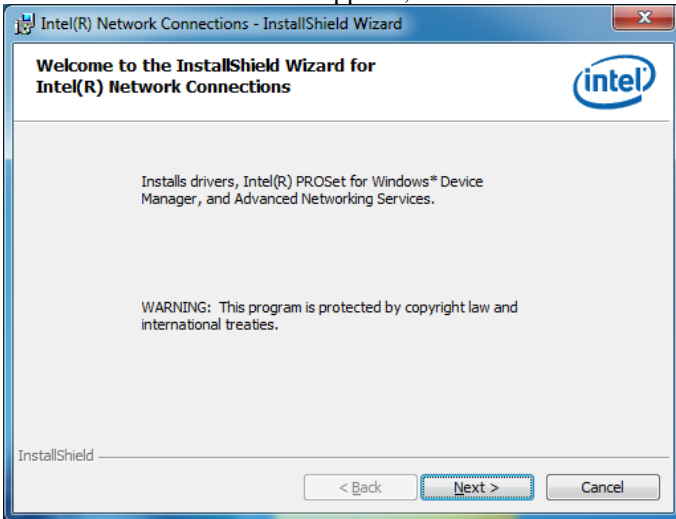 Intel(R) Network Connections - InstallShield Wizard
x
Welcome to the InstallShield Wizard for
Intel(R) Network Connections
(intel)
Installs drivers, Intel(R) PROSet for Windows* Device
Manager, and Advanced Networking Services.
WARNING: This program is protected by copyright law and
international treaties.
InstallShield
< Back
Next >
Cancel